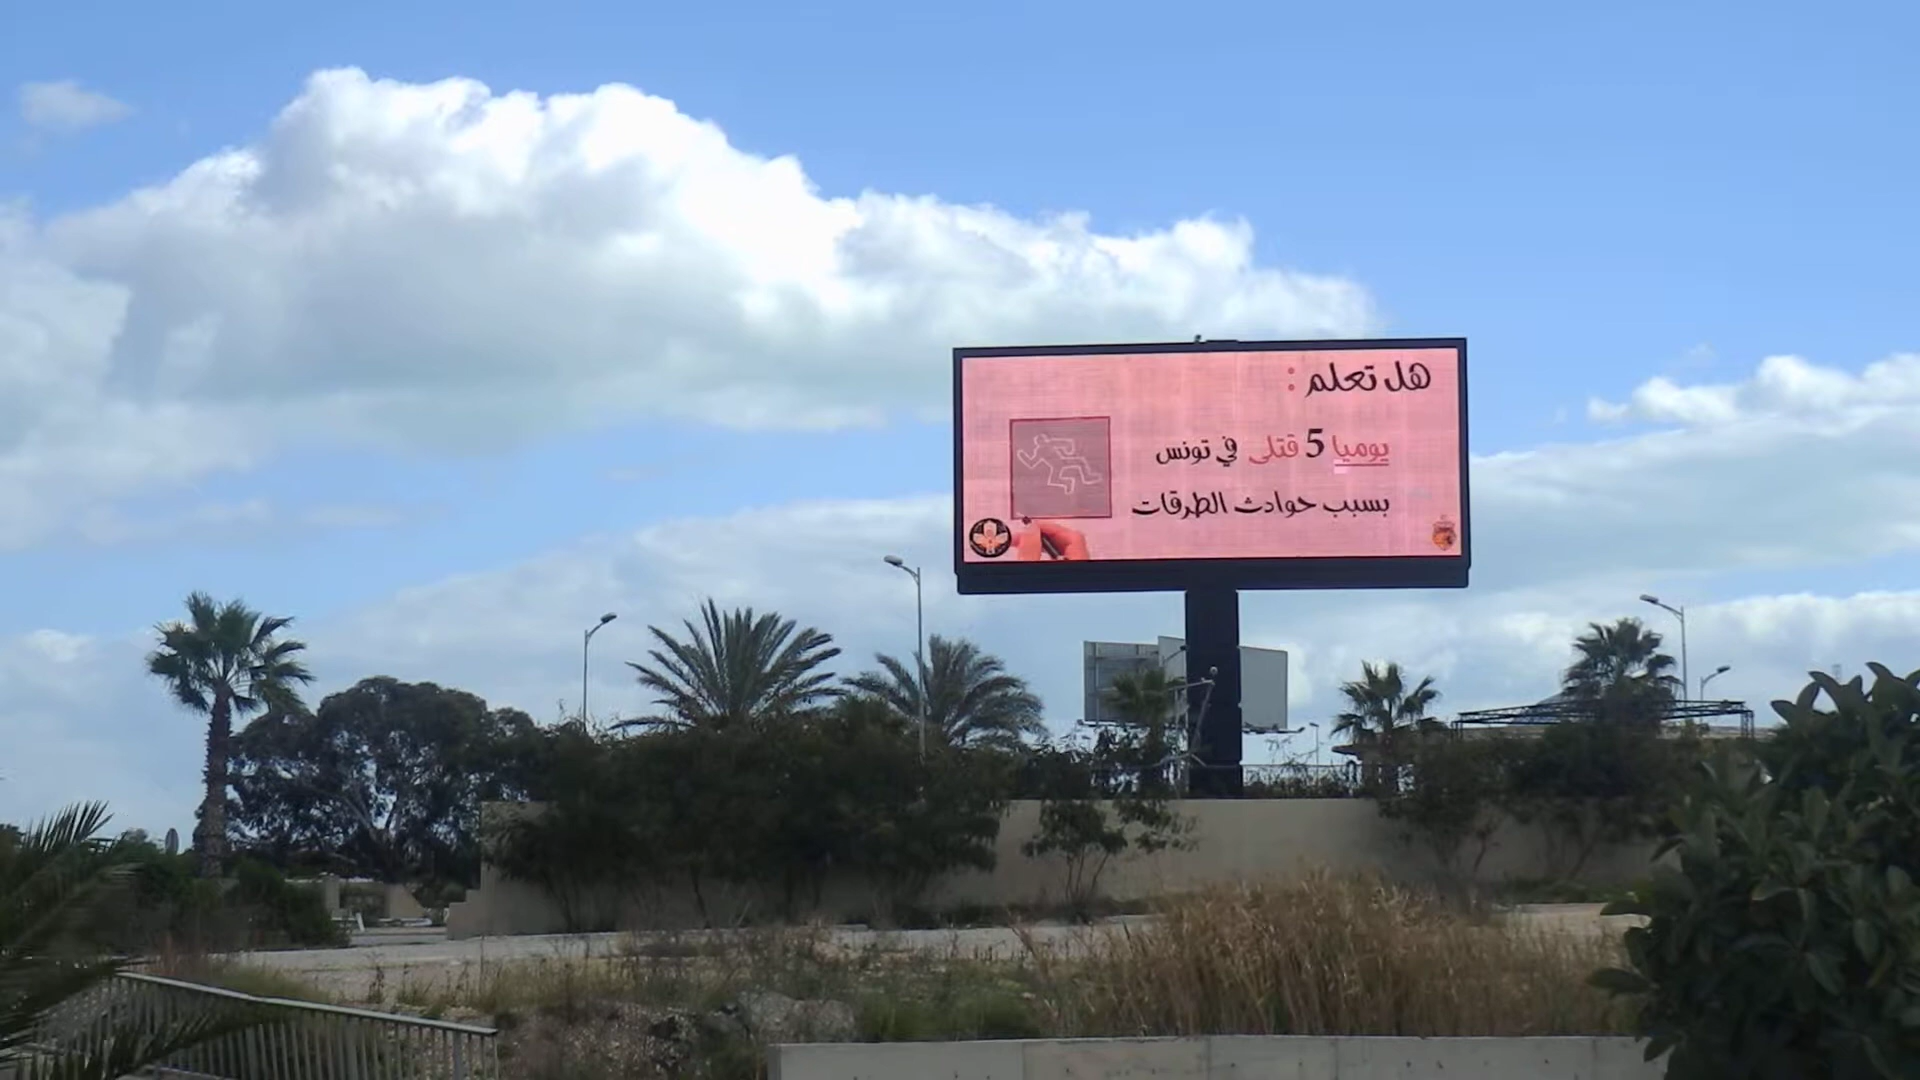 هل تعلم :
يوميا 5 قتلى في تونس
بسبب حوادث الطرقات